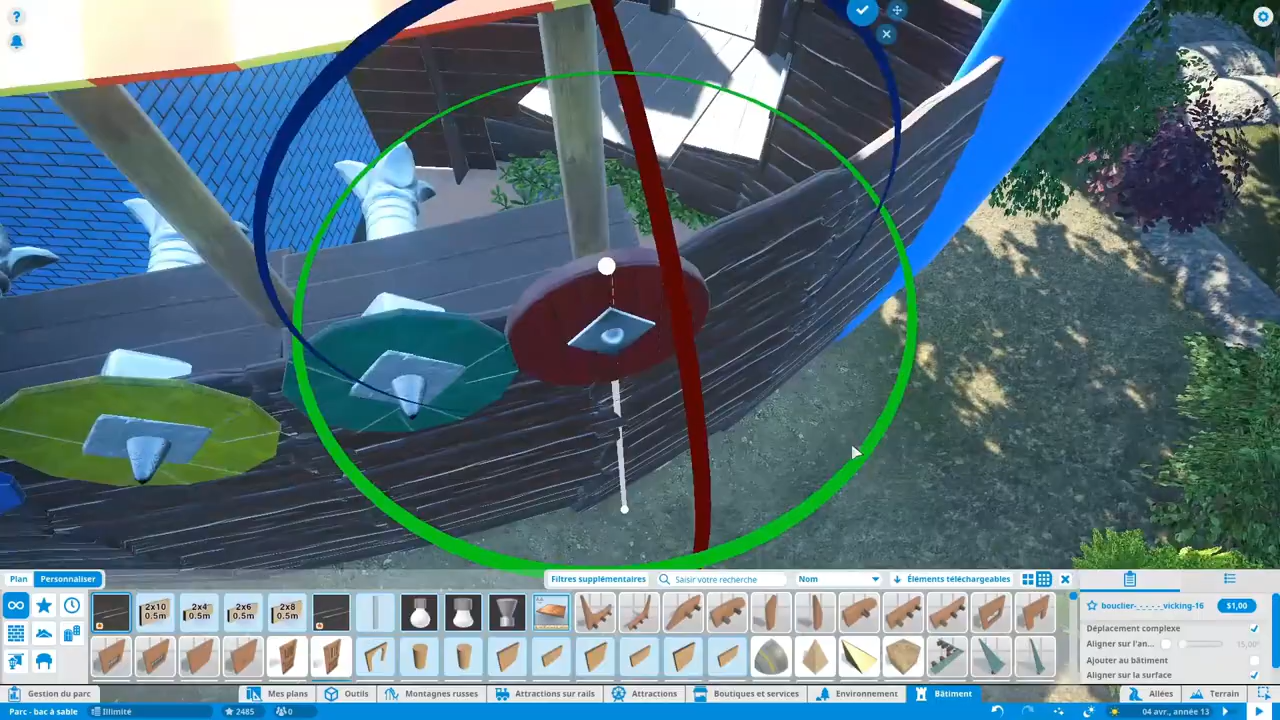 Plan Personnaliser Filtres supplémentaires Saisir votre recherche Nom Éléments téléchargeables
2x10 0.5m 2x4 0.5m 2x6 0.5m 2x8 0.5m
bouclier-_-_-_-_vicking-16 $1,00
Déplacement complexe
Aligner sur l'an... 15,00°
Ajouter au bâtiment
Aligner sur la surface
Gestion du parc Mes plans Outils Montagnes russes Attractions sur rails Attractions Boutiques et services Environnement Bâtiment Allées Terrain
Parc - bac à sable Illimité 2485 0 04 avr., année 13